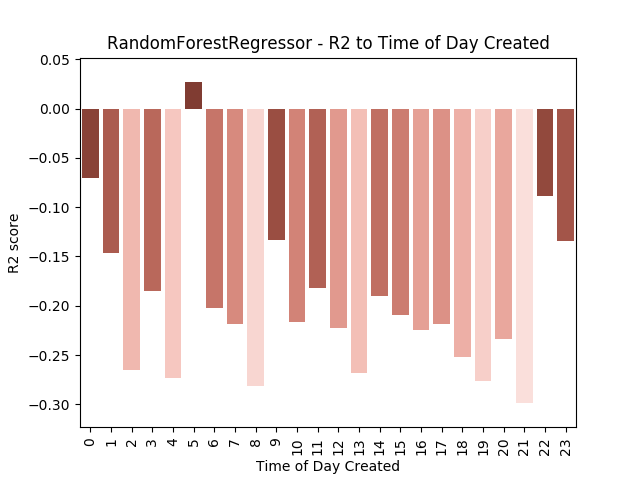 RandomForestRegressor - R2 to Time of Day Created
0.05
0.00
−0.05
−0.10
−0.15
−0.20
−0.25
−0.30
R2 score
0 1 2 3 4 5 6 7 8 9 10 11 12 13 14 15 16 17 18 19 20 21 22 23
Time of Day Created